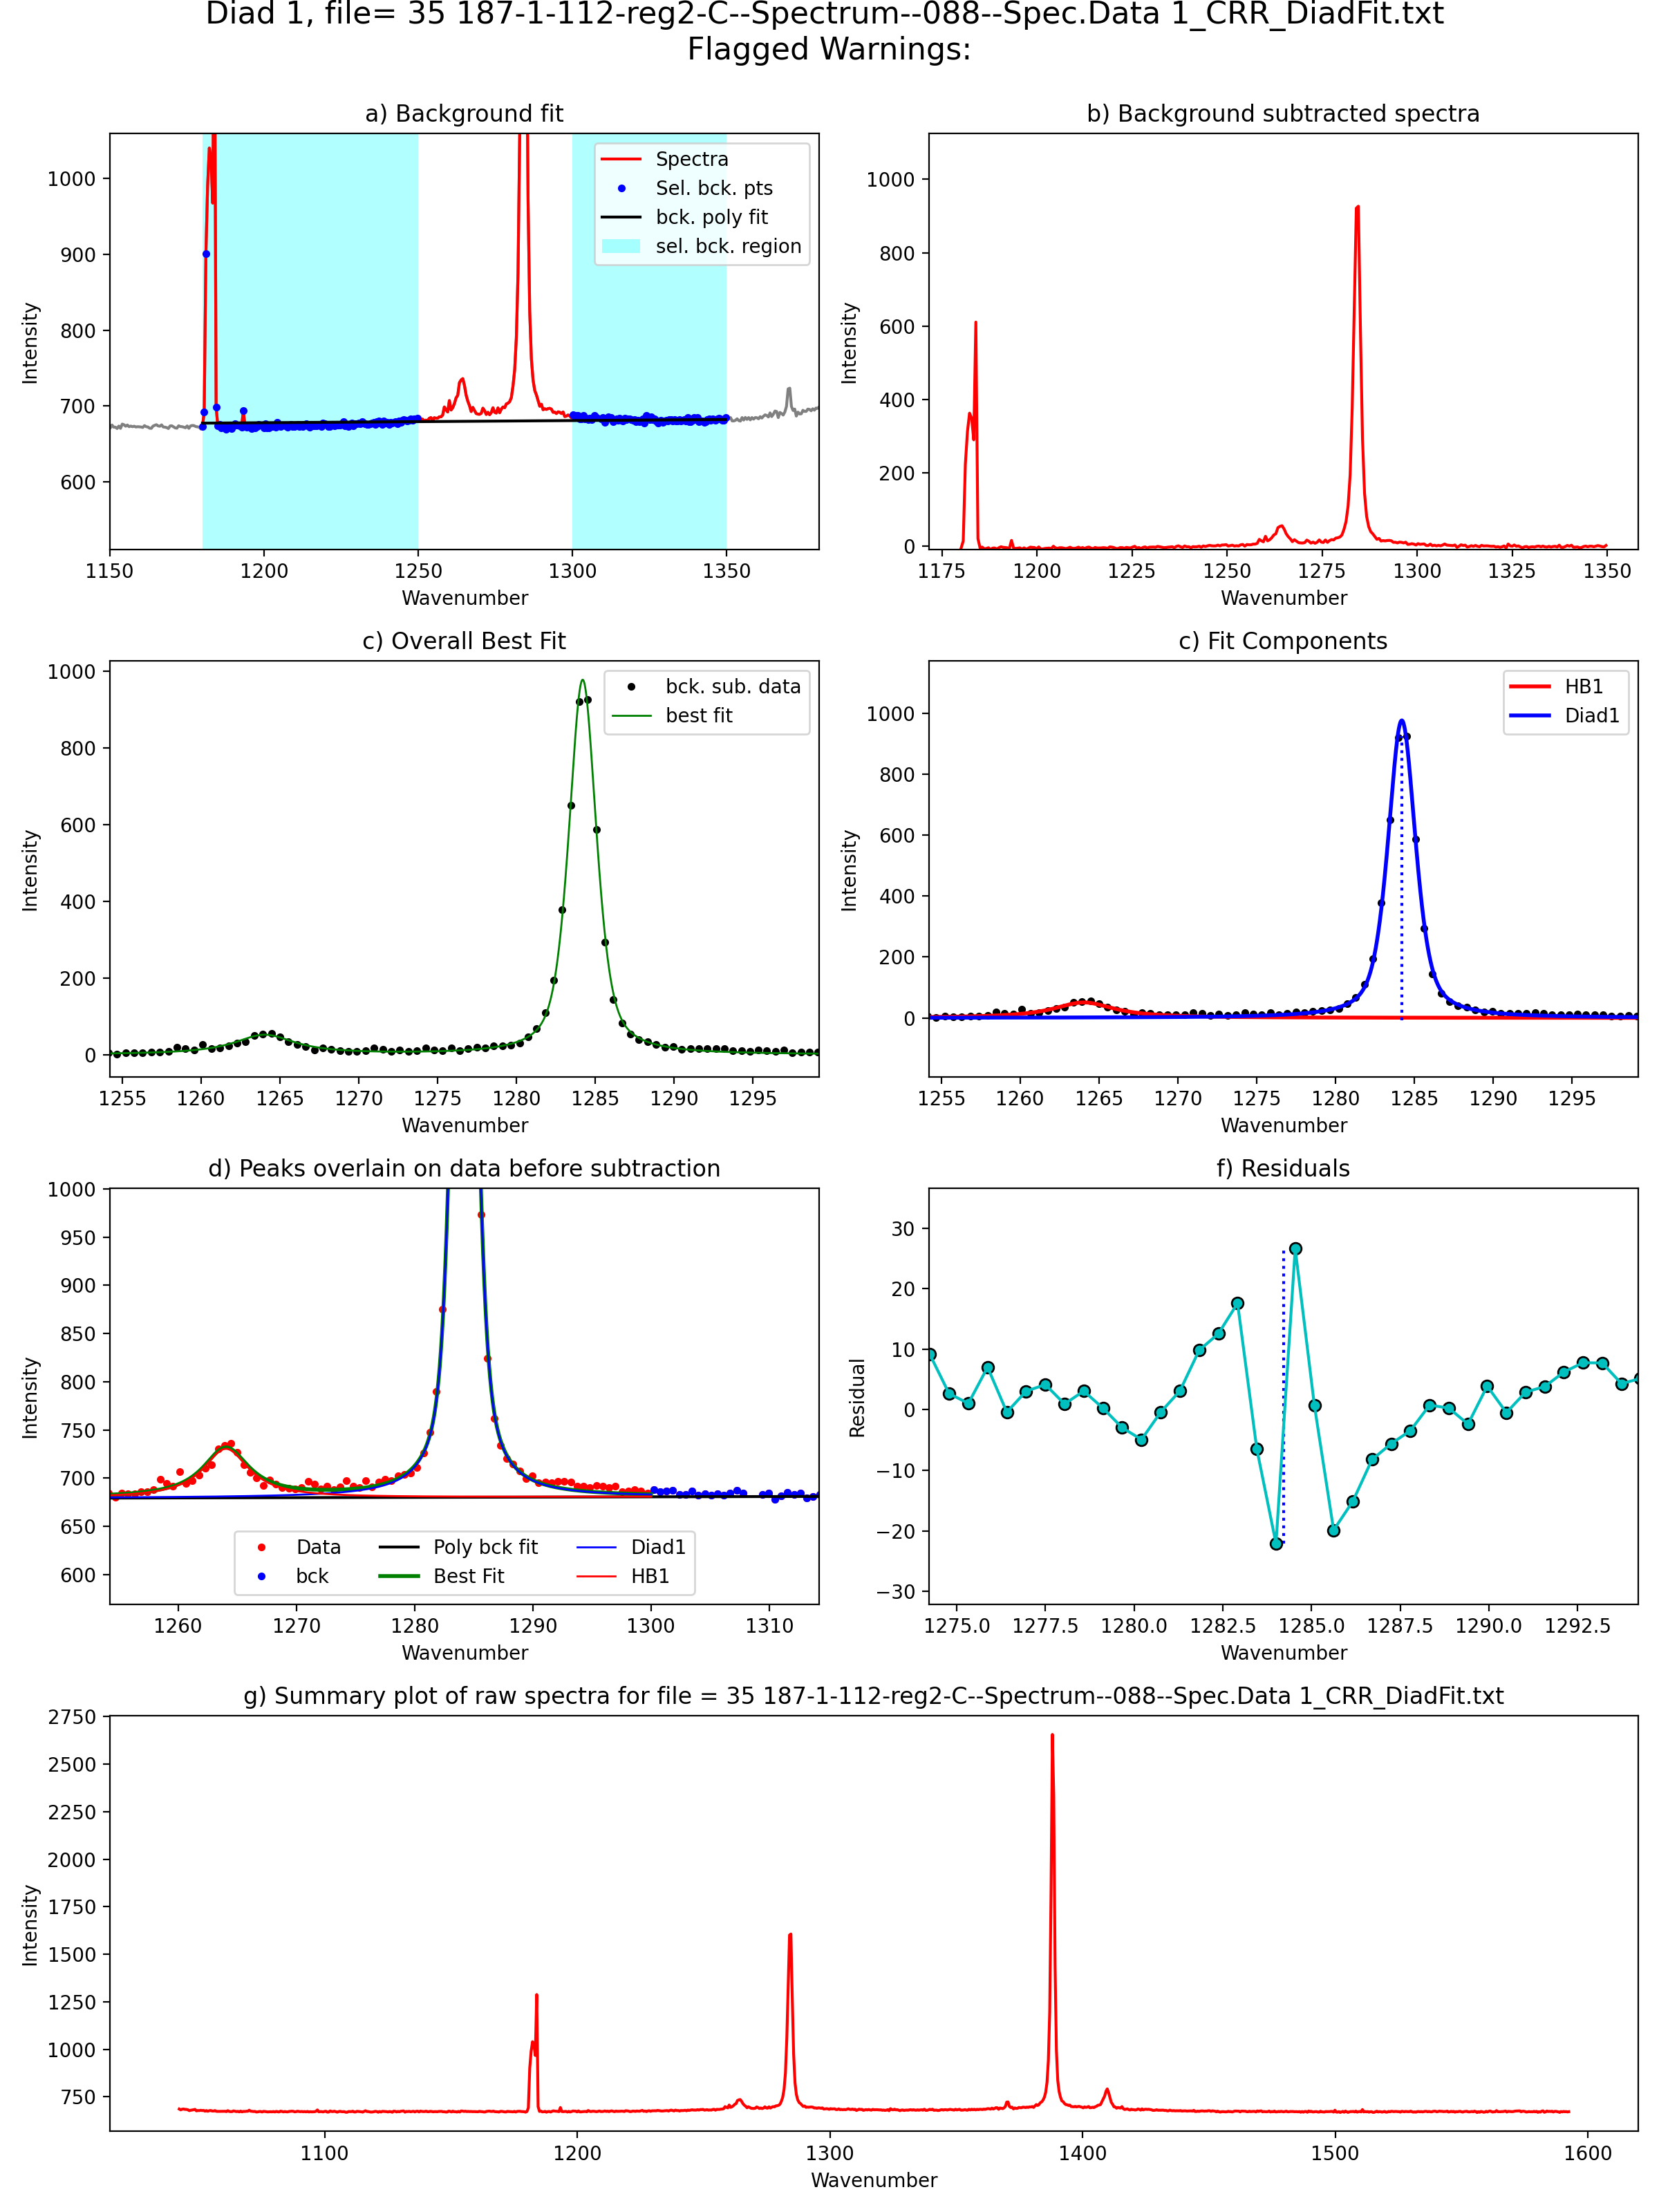 Diad 1, file= 35 187-1-112-reg2-C--Spectrum--088--Spec.Data 1_CRR_DiadFit.txt
Flagged Warnings:
a) Background fit
Intensity
1000
900
800
700
600
Spectra
Sel. bck. pts
bck. poly fit
sel. bck. region
1150 1200 1250 1300 1350
Wavenumber
b) Background subtracted spectra
Intensity
1000
800
600
400
200
0
1175 1200 1225 1250 1275 1300 1325 1350
Wavenumber
c) Overall Best Fit
Intensity
1000
800
600
400
200
0
bck. sub. data
best fit
1255 1260 1265 1270 1275 1280 1285 1290 1295
Wavenumber
c) Fit Components
Intensity
1000
800
600
400
200
0
HB1
Diad1
1255 1260 1265 1270 1275 1280 1285 1290 1295
Wavenumber
d) Peaks overlain on data before subtraction
Intensity
1000
950
900
850
800
750
700
650
600
Data
bck
Poly bck fit
Best Fit
Diad1
HB1
1260 1270 1280 1290 1300 1310
Wavenumber
f) Residuals
Residual
30
20
10
0
−10
−20
−30
1275.0 1277.5 1280.0 1282.5 1285.0 1287.5 1290.0 1292.5
Wavenumber
g) Summary plot of raw spectra for file = 35 187-1-112-reg2-C--Spectrum--088--Spec.Data 1_CRR_DiadFit.txt
Intensity
2750
2500
2250
2000
1750
1500
1250
1000
750
1100 1200 1300 1400 1500 1600
Wavenumber